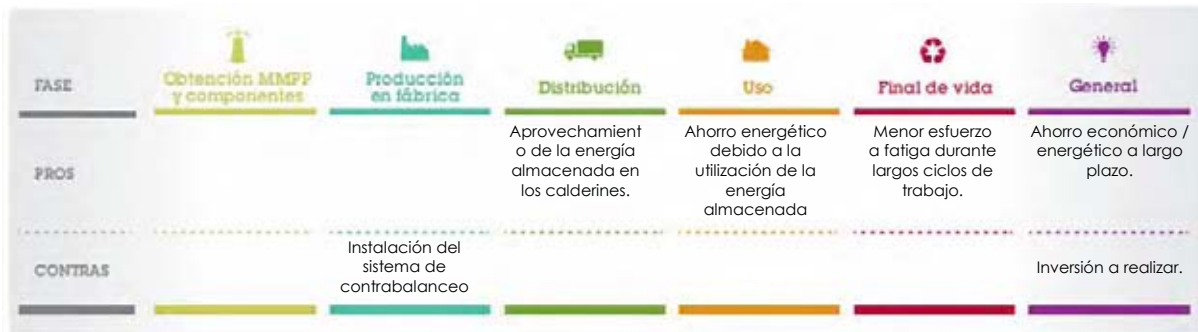 FASE
Obtención MMPP
y componentes
Producción
en fábrica
Distribución
Uso
Final de vida
General
PROS
Aprovechamient
o de la energía
almacenada en
los calderines.
Ahorro energético
debido a la
utilización de la
energía
almacenada
Menor esfuerzo
a fatiga durante
largos ciclos de
trabajo.
Ahorro económico /
energético a largo
plazo.
CONTRAS
Instalación del
sistema de
contrabalanceo
Inversión a realizar.